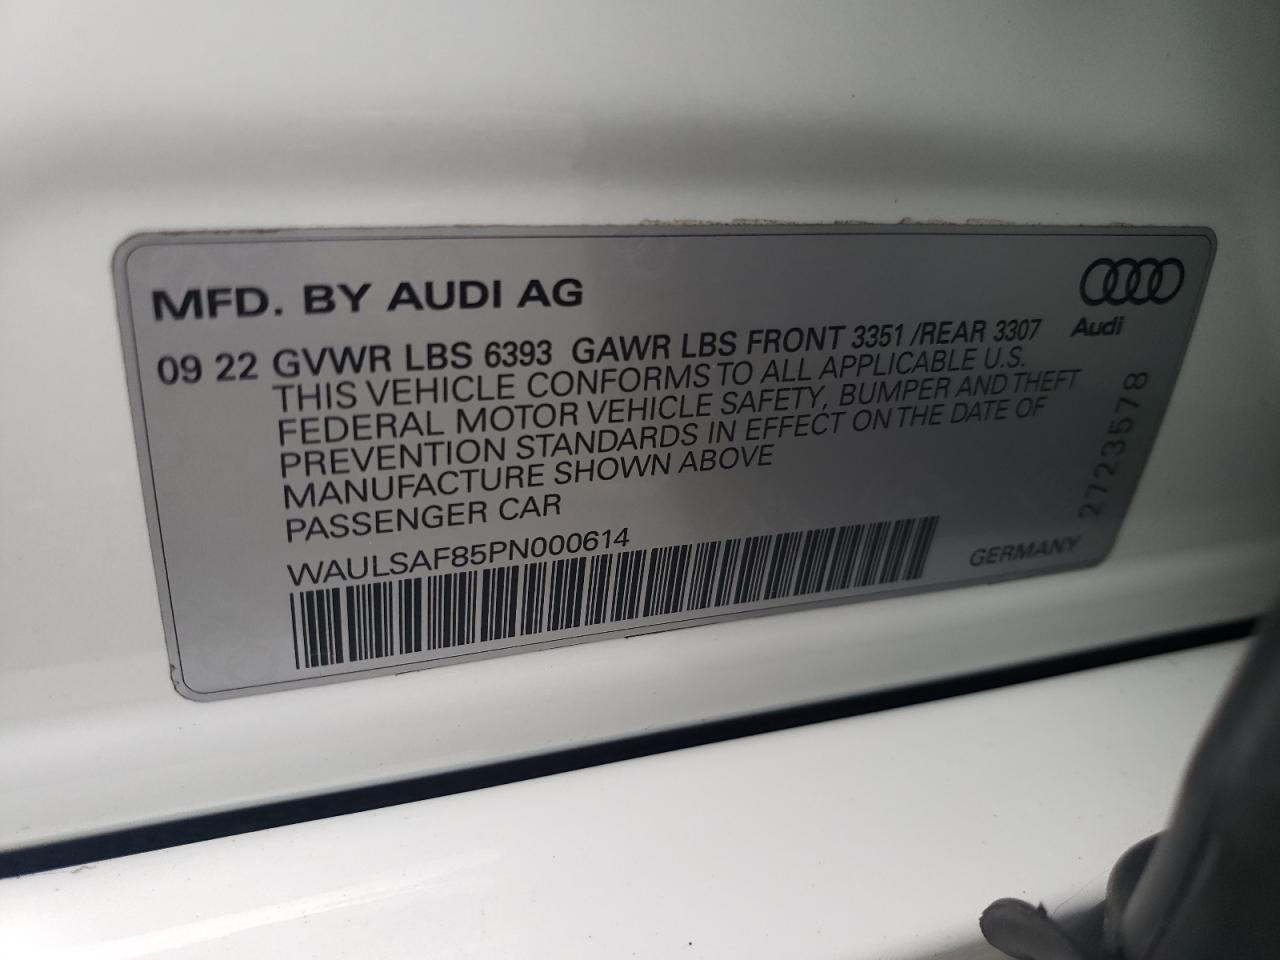 MFD. BY AUDI AG
Audi
09 22 GVWR LBS 6393 GAWR LBS FRONT 3351 /REAR 3307
THIS VEHICLE CONFORMS TO ALL APPLICABLE U.S.
FEDERAL MOTOR VEHICLE SAFETY, BUMPER AND THEFT
PREVENTION STANDARDS IN EFFECT ON THE DATE OF
MANUFACTURE SHOWN ABOVE
PASSENGER CAR
WAULSAF85PN000614
GERMANY
2723578